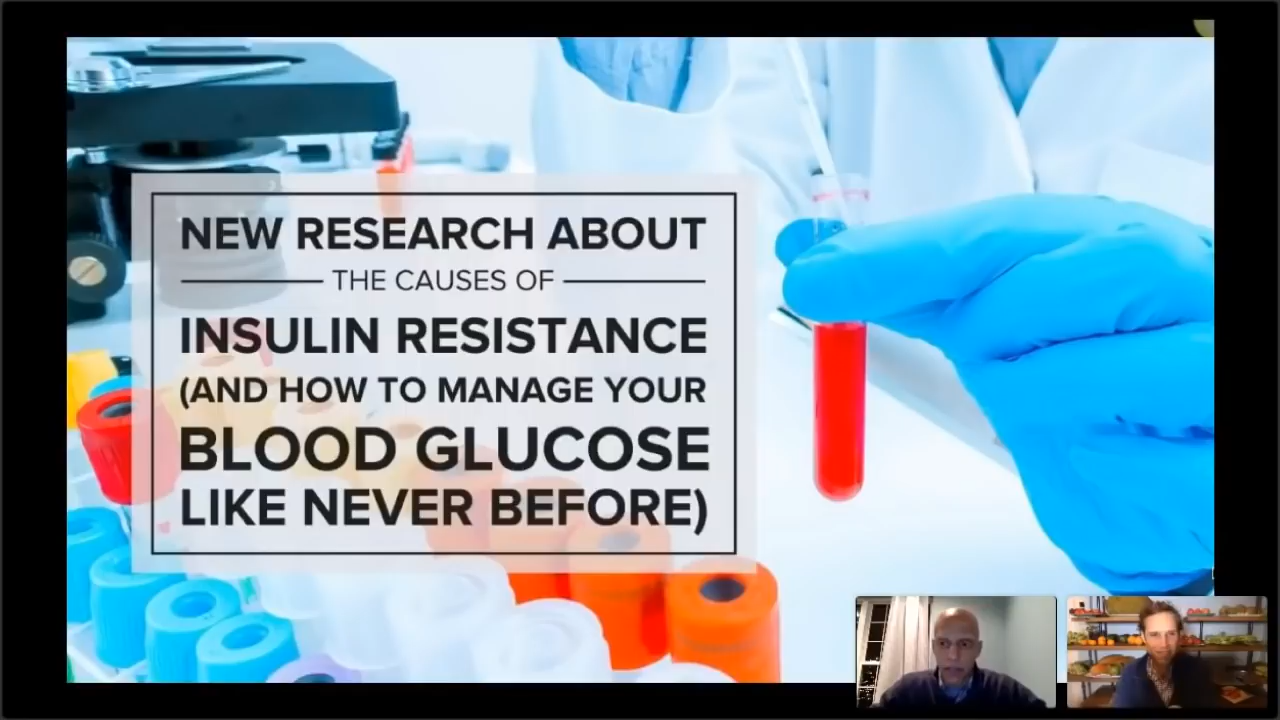 NEW RESEARCH ABOUT
THE CAUSES OF
INSULIN RESISTANCE
(AND HOW TO MANAGE YOUR
BLOOD GLUCOSE
LIKE NEVER BEFORE)